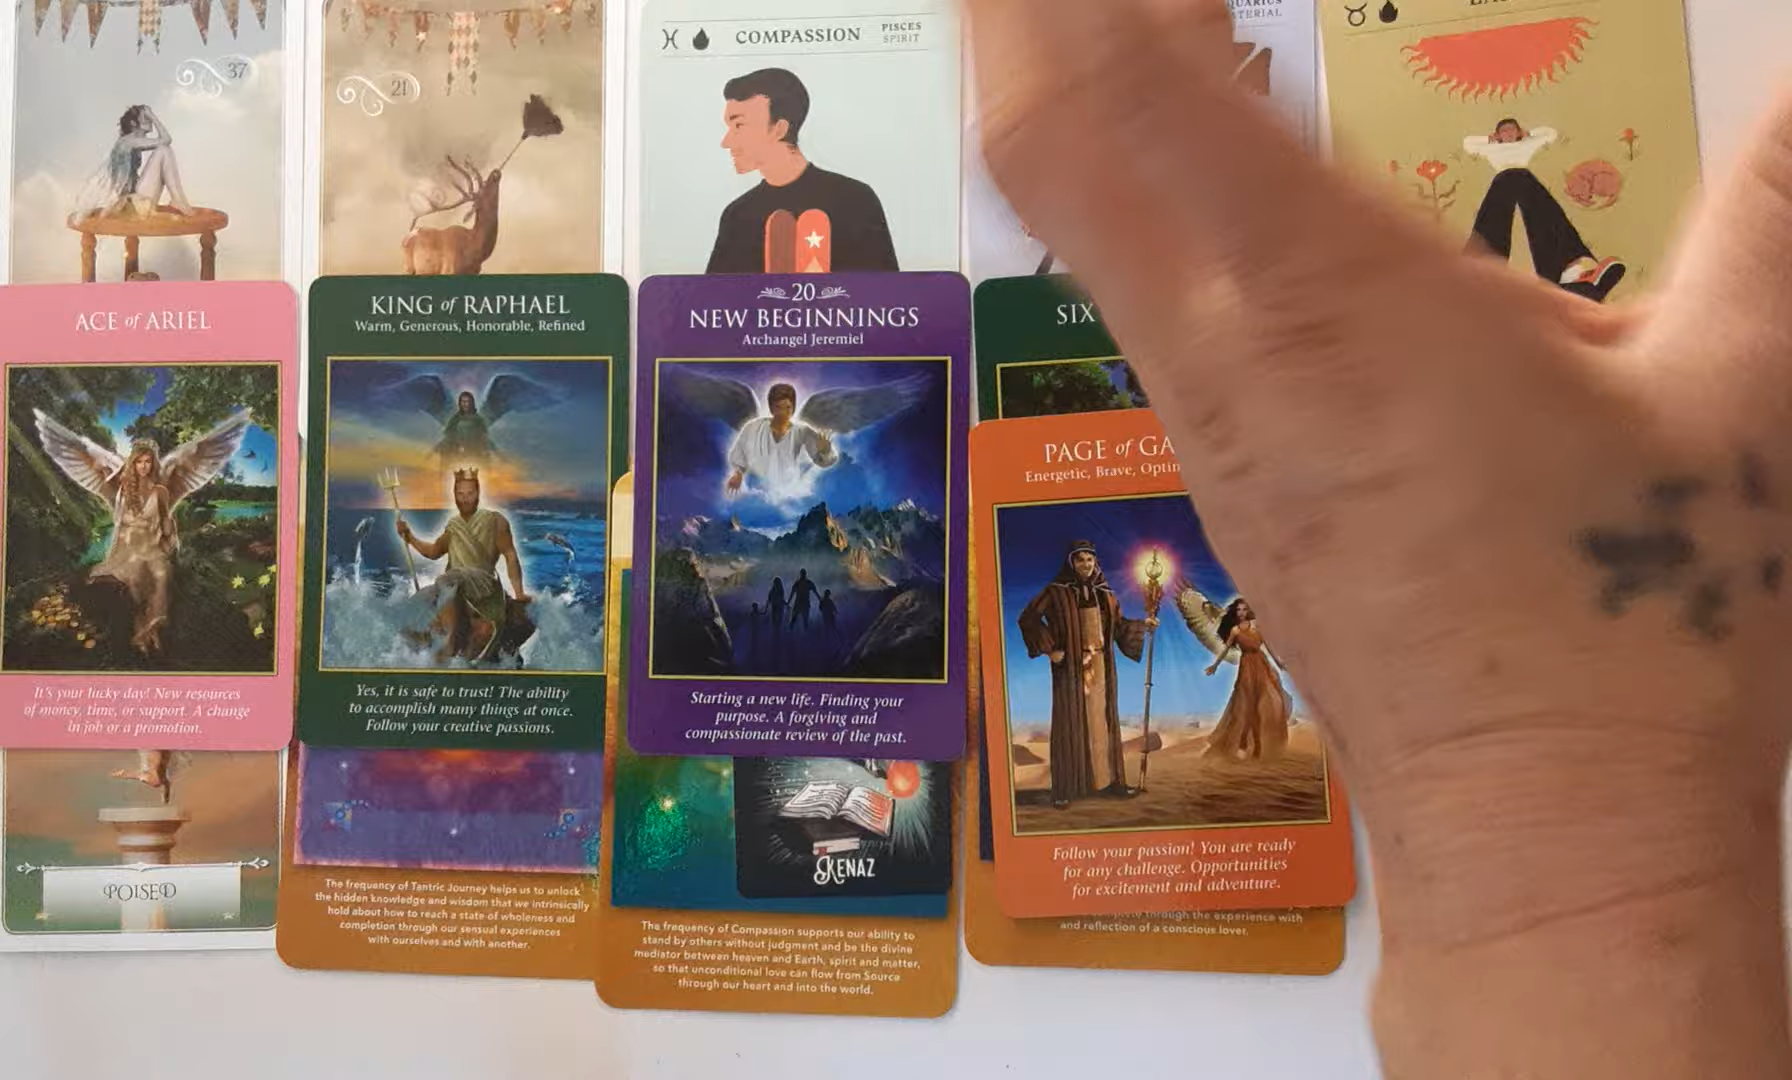 37
21
COMPASSION
PISCES
SPIRIT
ACE of ARIEL
It's your lucky day! New resources
of money, time, or support. A change
in job or a promotion.
POISED
KING of RAPHAEL
Warm, Generous, Honorable, Refined
Yes, it is safe to trust! The ability
to accomplish many things at once.
Follow your creative passions.
The frequency of Tantric Journey helps us to unlock
the hidden knowledge and wisdom that we intrinsically
hold about how to reach a state of wholeness and
completion through our sensual experiences
with ourselves and with another.
20
NEW BEGINNINGS
Archangel Jeremiel
Starting a new life. Finding your
purpose. A forgiving and
compassionate review of the past.
KENAZ
The frequency of Compassion supports our ability to
stand by others without judgment and be the divine
mediator between heaven and Earth, spirit and matter,
so that unconditional love can flow from Source
through our heart and into the world.
SIX
PAGE of GA
Energetic, Brave, Optim
Follow your passion! You are ready
for any challenge. Opportunities
for excitement and adventure.
through the experience with
and reflection of a conscious lover.